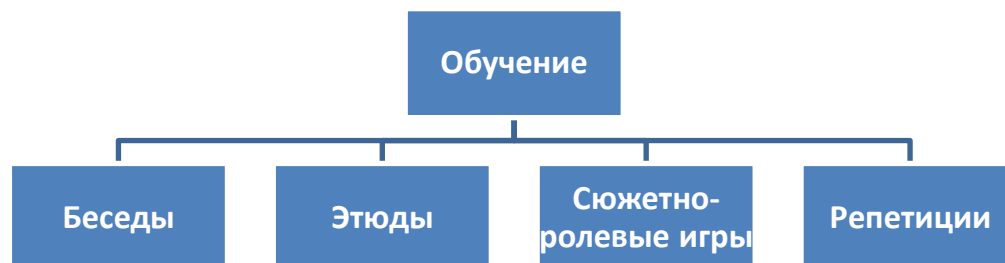 Обучение
Беседы
Этюды
Сюжетно-
ролевые игры
Репетиции